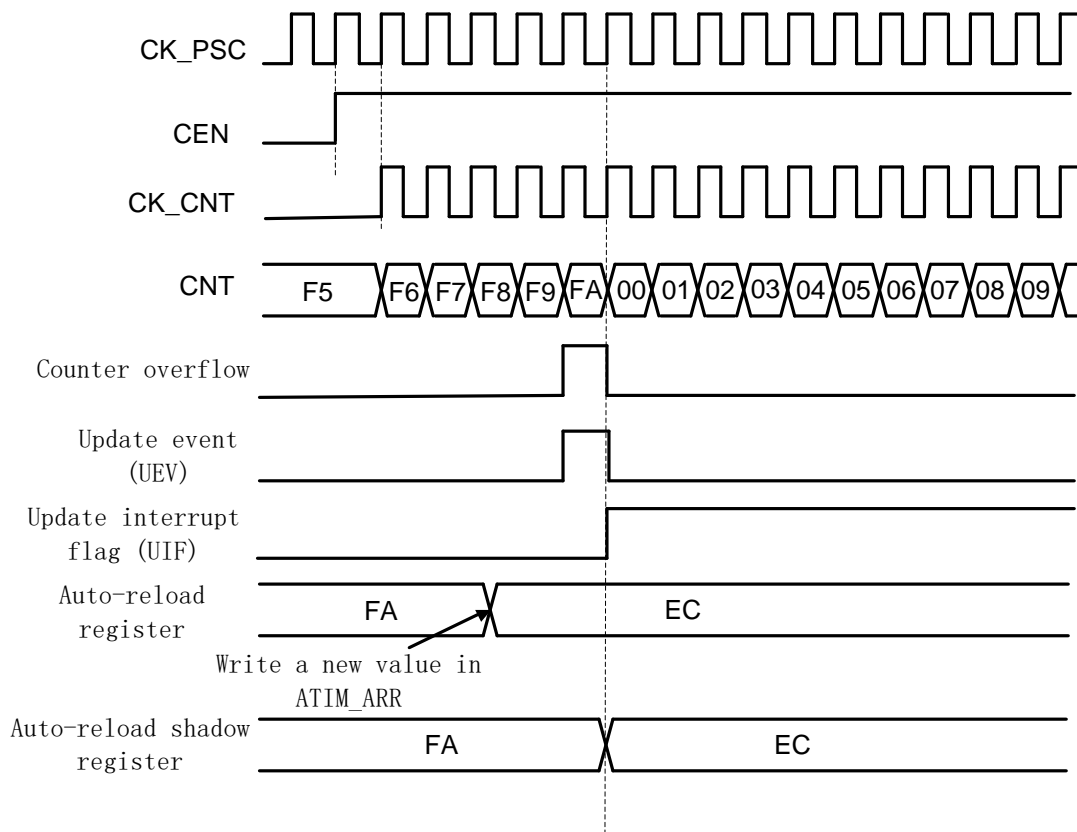 CK_PSC
CEN
CK_CNT
CNT F5 F6 F7 F8 F9 FA 00 01 02 03 04 05 06 07 08 09
Counter overflow
Update event
(UEV)
Update interrupt
flag (UIF)
Auto-reload
register
FA EC
Write a new value in
ATIM_ARR
Auto-reload shadow
register
FA EC